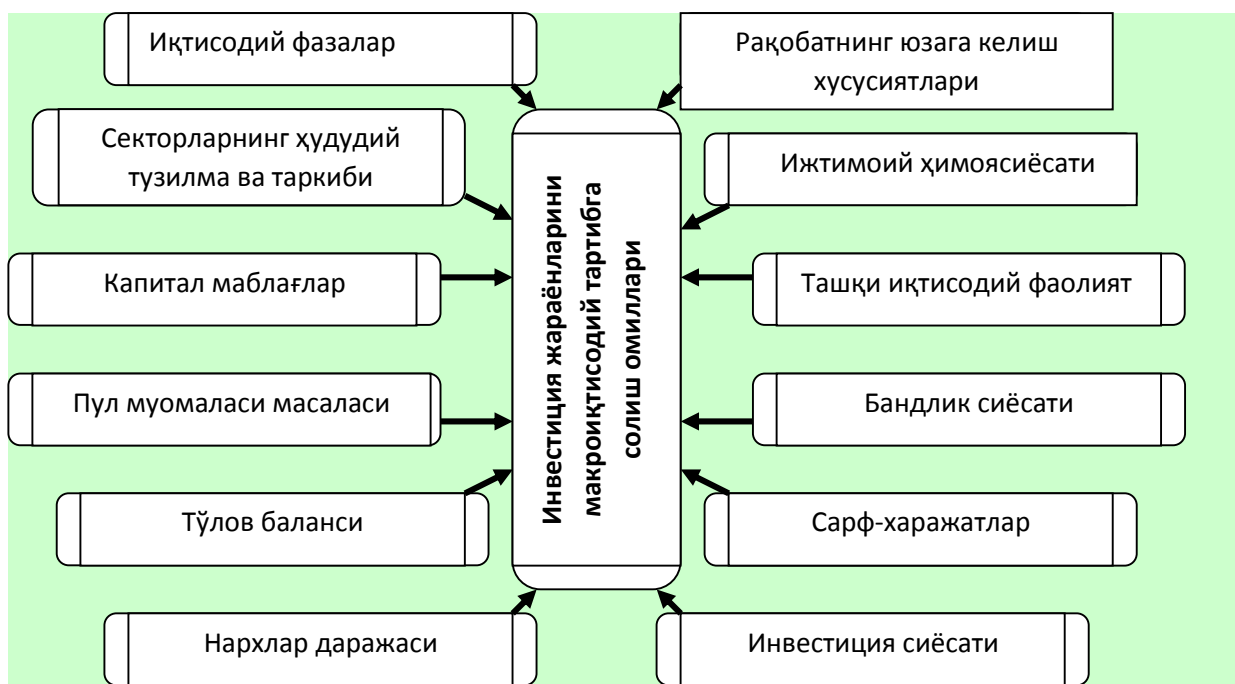 Иқтисодий фазалар
Рақобатнинг юзага келиш
хусусиятлари
Секторларнинг ҳудудий
тузилма ва таркиби
Ижтимоий ҳимоясиёсати
Капитал маблағлар
Ташқи иқтисодий фаолият
Инвестиция жараёнларини
макроиқтисодий тартибга
солиш омиллари
Пул муомаласи масаласи
Бандлик сиёсати
Тўлов баланси
Сарф-харажатлар
Нархлар даражаси
Инвестиция сиёсати